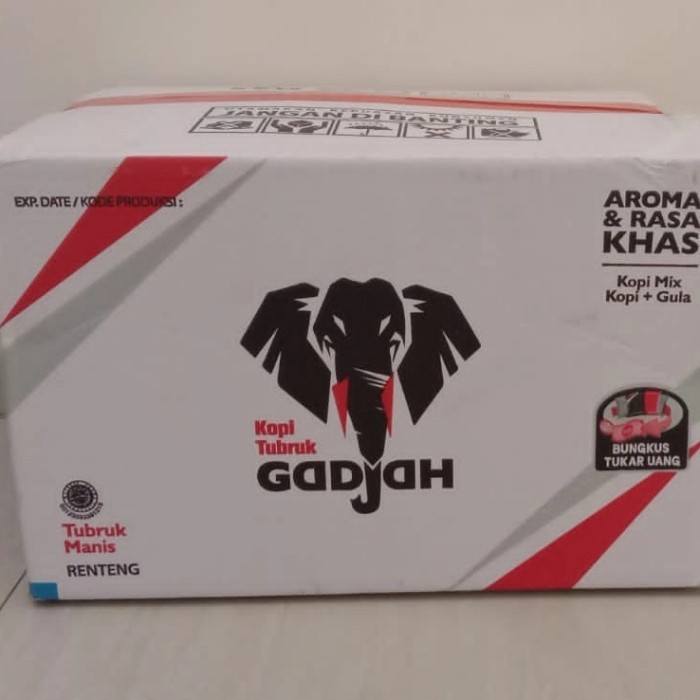 JANGAN DI BANTING
EXP. DATE / KODE PRODUKSI :
AROMA
& RASA
KHAS
Kopi Mix
Kopi + Gula
Kopi
Tubruk
GADJAH
BUNGKUS
TUKAR UANG
Tubruk
Manis
RENTENG